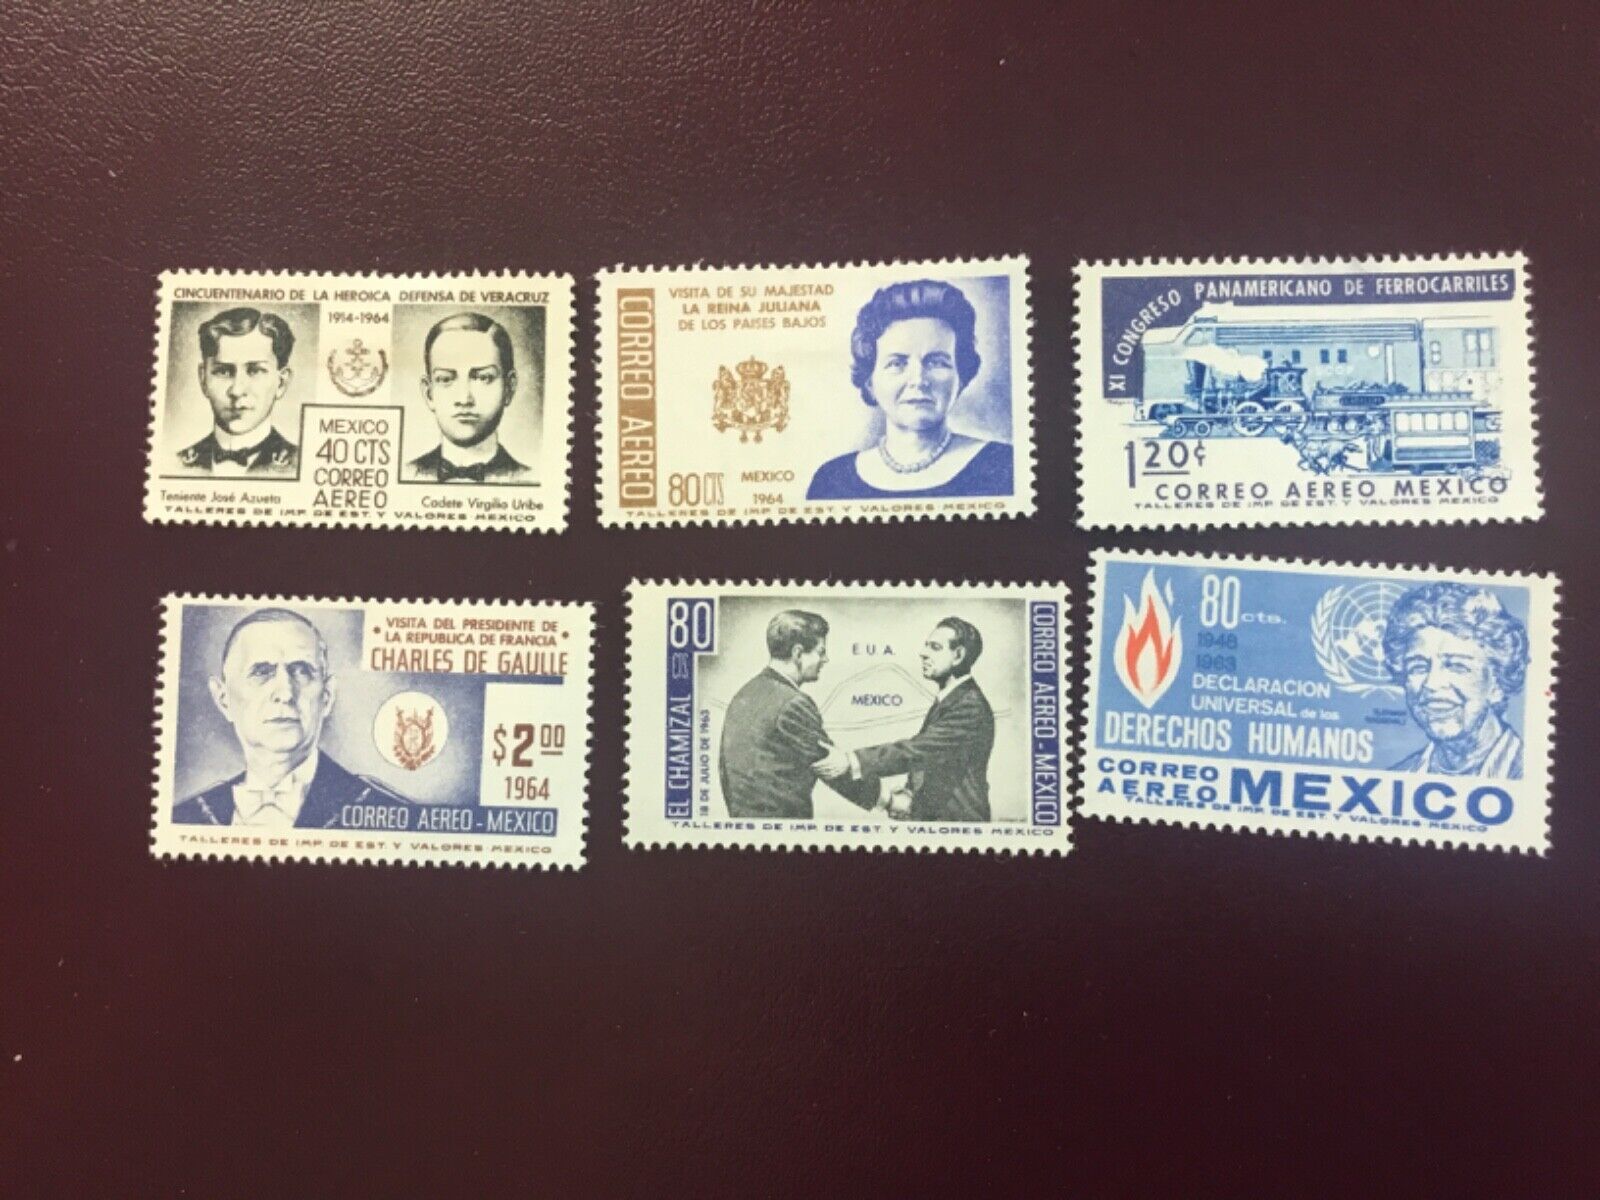 CINCUENTENARIO DE LA HEROICA DEFENSA DE VERACRUZ
1914-1964
MEXICO
40 CTS
CORREO
AEREO
Teniente José Azueta
Cadete Virgilio Uribe
TALLERES DE IMP. DE EST. Y VALORES MEXICO
CORREO AEREO
VISITA DE SU MAJESTAD
LA REINA JULIANA
DE LOS PAISES BAJOS
80 CTS
MEXICO
1964
TALLERES DE IMP. DE EST. Y VALORES MEXICO
XI CONGRESO PANAMERICANO DE FERROCARRILES
1 20 ¢
CORREO AEREO MEXICO
TALLERES DE IMP. DE EST. Y VALORES MEXICO
• VISITA DEL PRESIDENTE DE
LA REPUBLICA DE FRANCIA •
CHARLES DE GAULLE
$2.00
1964
CORREO AEREO - MEXICO
TALLERES DE IMP. DE EST. Y VALORES MEXICO
80
CTS
EL CHAMIZAL
18 DE JULIO DE 1963
E.U.A.
MEXICO
CORREO AEREO-MEXICO
TALLERES DE IMP. DE EST. Y VALORES MEXICO
80 cts.
1948
1963
DECLARACION
UNIVERSAL de los
DERECHOS HUMANOS
CORREO
AEREO
MEXICO
TALLERES DE IMP. DE EST. Y VALORES MEXICO